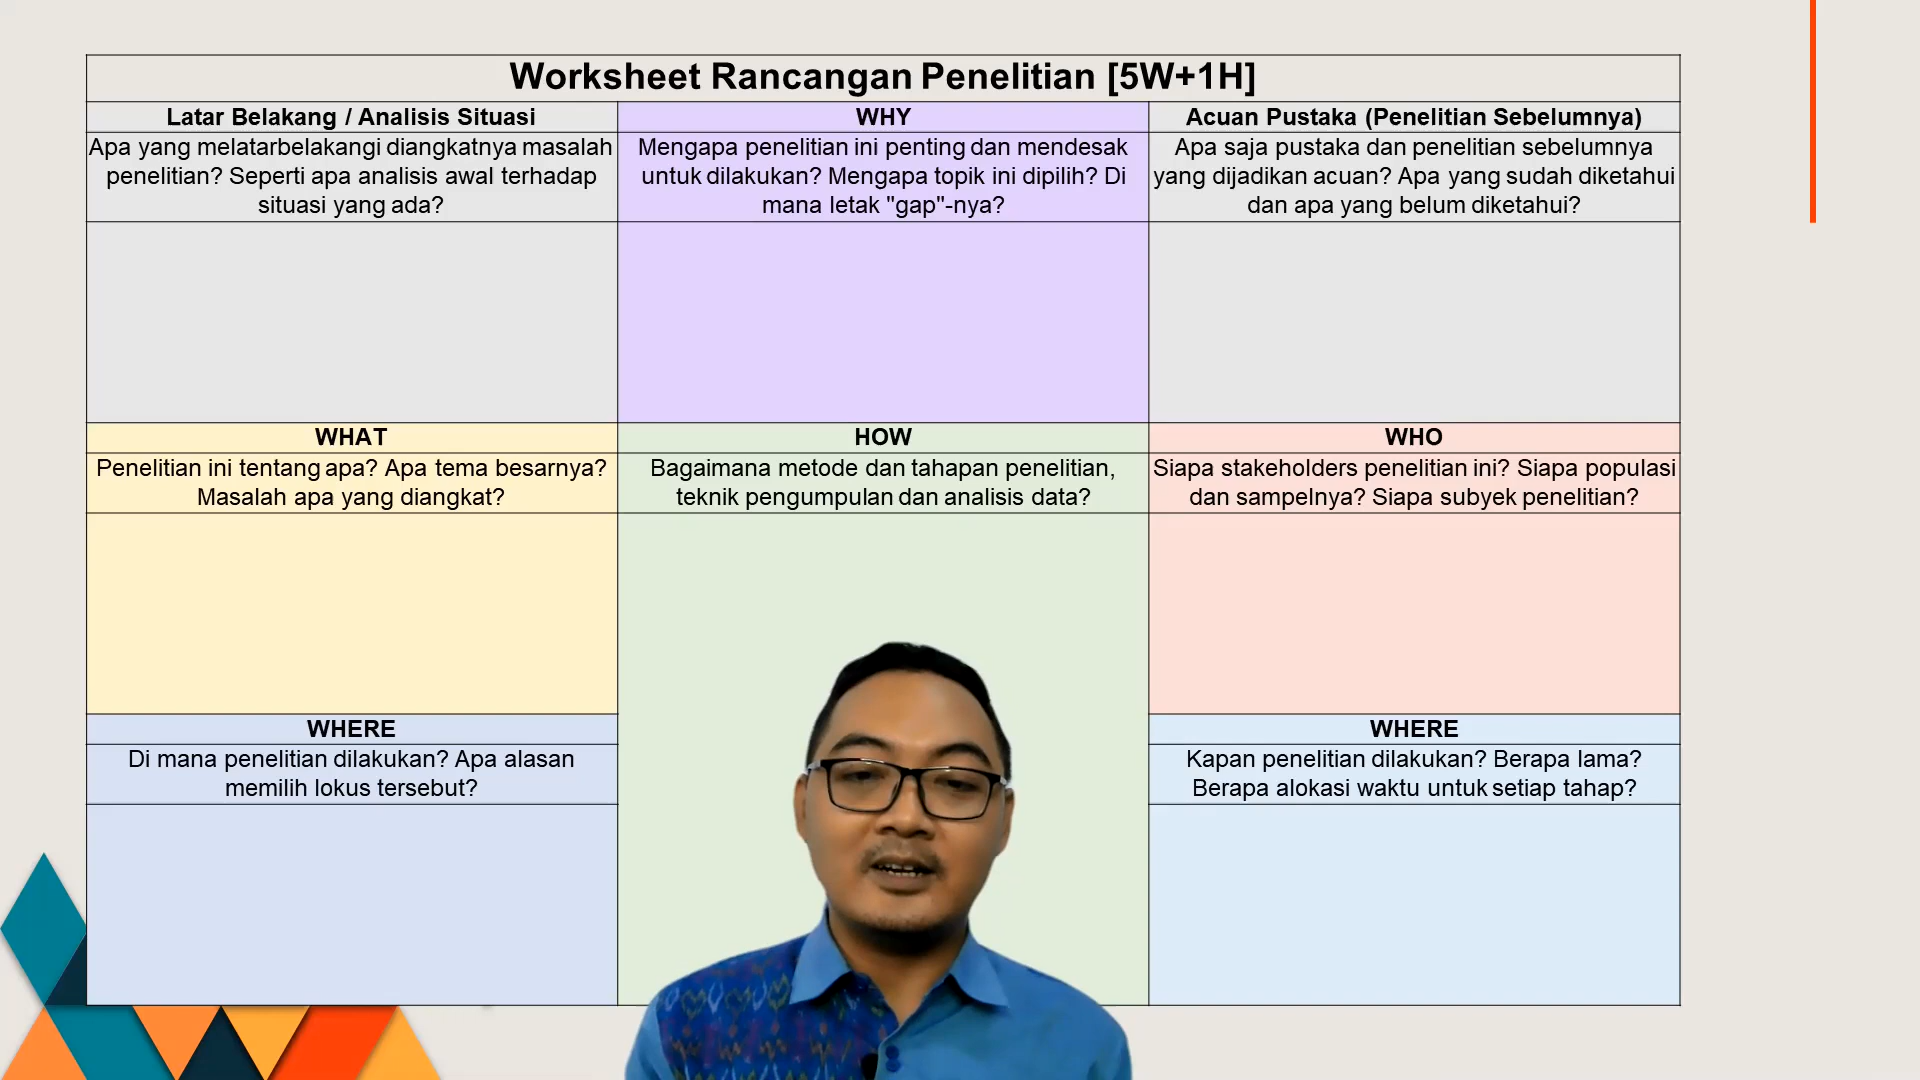 Worksheet Rancangan Penelitian [5W+1H]
Latar Belakang / Analisis Situasi
Apa yang melatarbelakangi diangkatnya masalah
penelitian? Seperti apa analisis awal terhadap
situasi yang ada?
WHY
Mengapa penelitian ini penting dan mendesak
untuk dilakukan? Mengapa topik ini dipilih? Di
mana letak "gap"-nya?
Acuan Pustaka (Penelitian Sebelumnya)
Apa saja pustaka dan penelitian sebelumnya
yang dijadikan acuan? Apa yang sudah diketahui
dan apa yang belum diketahui?
WHAT
Penelitian ini tentang apa? Apa tema besarnya?
Masalah apa yang diangkat?
HOW
Bagaimana metode dan tahapan penelitian,
teknik pengumpulan dan analisis data?
WHO
Siapa stakeholders penelitian ini? Siapa populasi
dan sampelnya? Siapa subyek penelitian?
WHERE
Di mana penelitian dilakukan? Apa alasan
memilih lokus tersebut?
WHERE
Kapan penelitian dilakukan? Berapa lama?
Berapa alokasi waktu untuk setiap tahap?